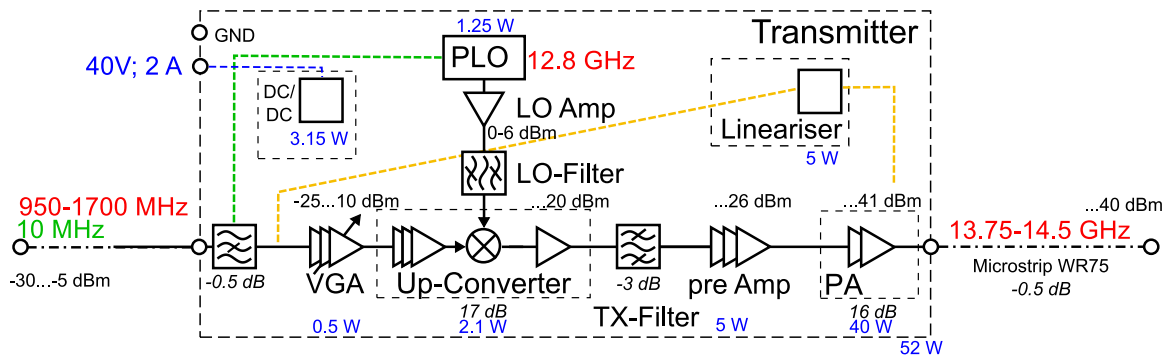 GND
1.25 W
Transmitter
40V; 2 A
PLO
12.8 GHz
DC/
DC
3.15 W
LO Amp
0-6 dBm
Lineariser
5 W
LO-Filter
950-1700 MHz
10 MHz
-30...-5 dBm
-0.5 dB
-25...10 dBm
VGA
0.5 W
...20 dBm
Up-Converter
17 dB
2.1 W
-3 dB
TX-Filter
...26 dBm
pre Amp
5 W
...41 dBm
PA
16 dB
40 W
52 W
...40 dBm
13.75-14.5 GHz
Microstrip WR75
-0.5 dB